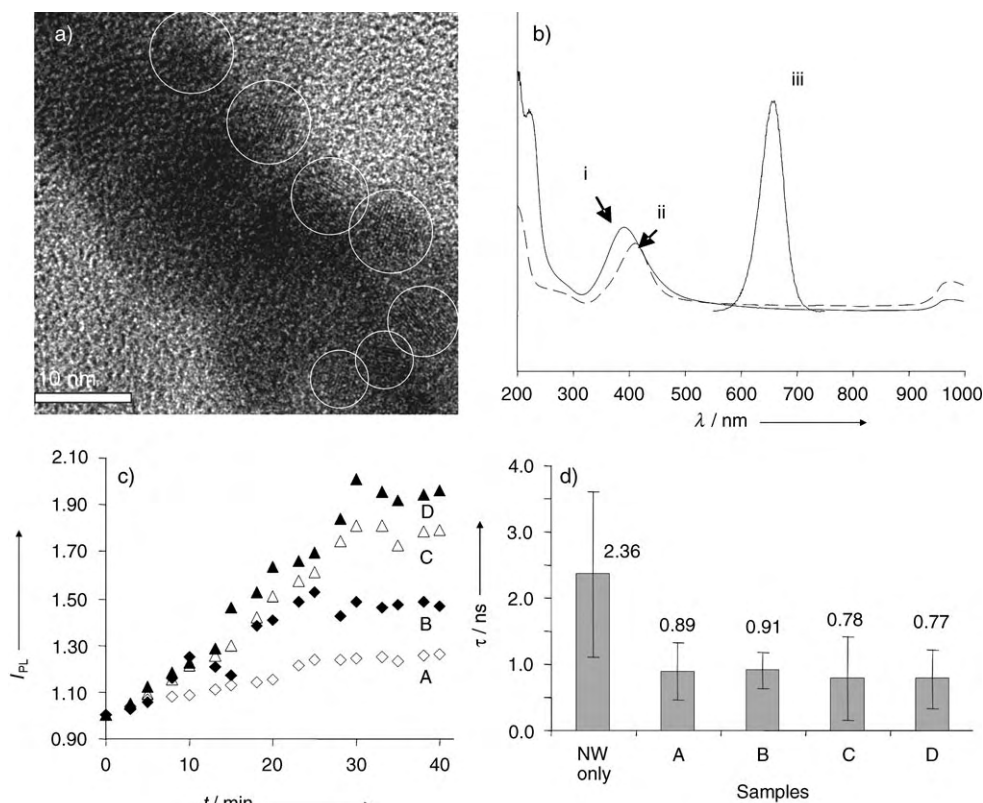 a)
10 nm
b)
i
ii
iii
200 300 400 500 600 700 800 900 1000
λ / nm
c)
2.10
1.90
1.70
1.50
1.30
1.10
0.90
I_PL
D
C
B
A
0 10 20 30 40
t / min
d)
4.0
3.0
2.0
1.0
0.0
τ / ns
2.36
0.89
0.91
0.78
0.77
NW only
A B C D
Samples